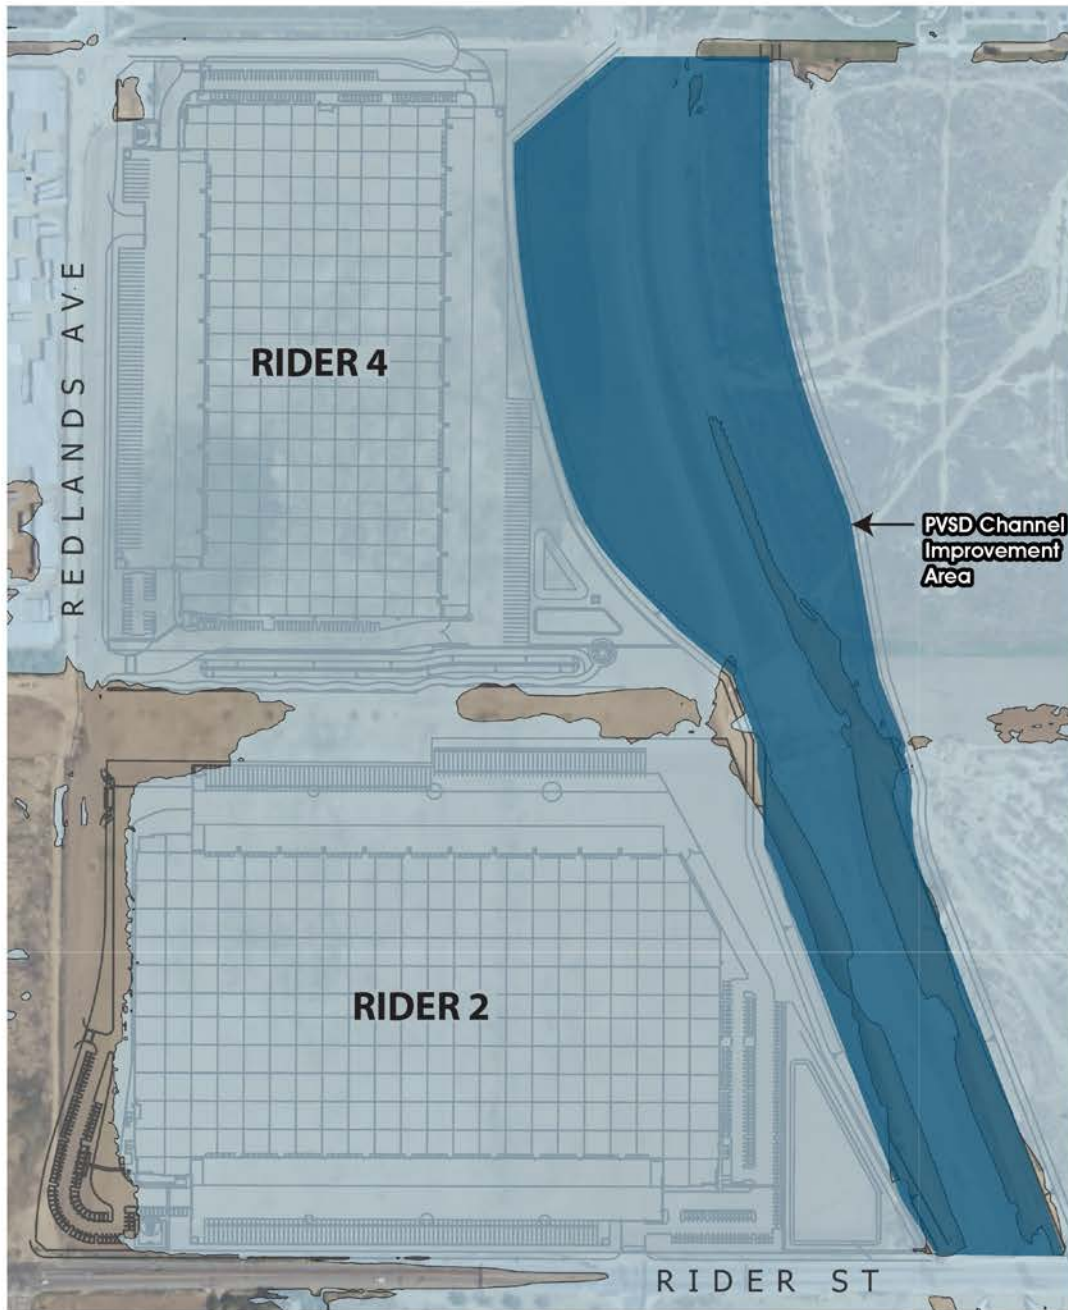 REDLANDS AVE
RIDER 4
PVSD Channel
Improvement
Area
RIDER 2
RIDER ST